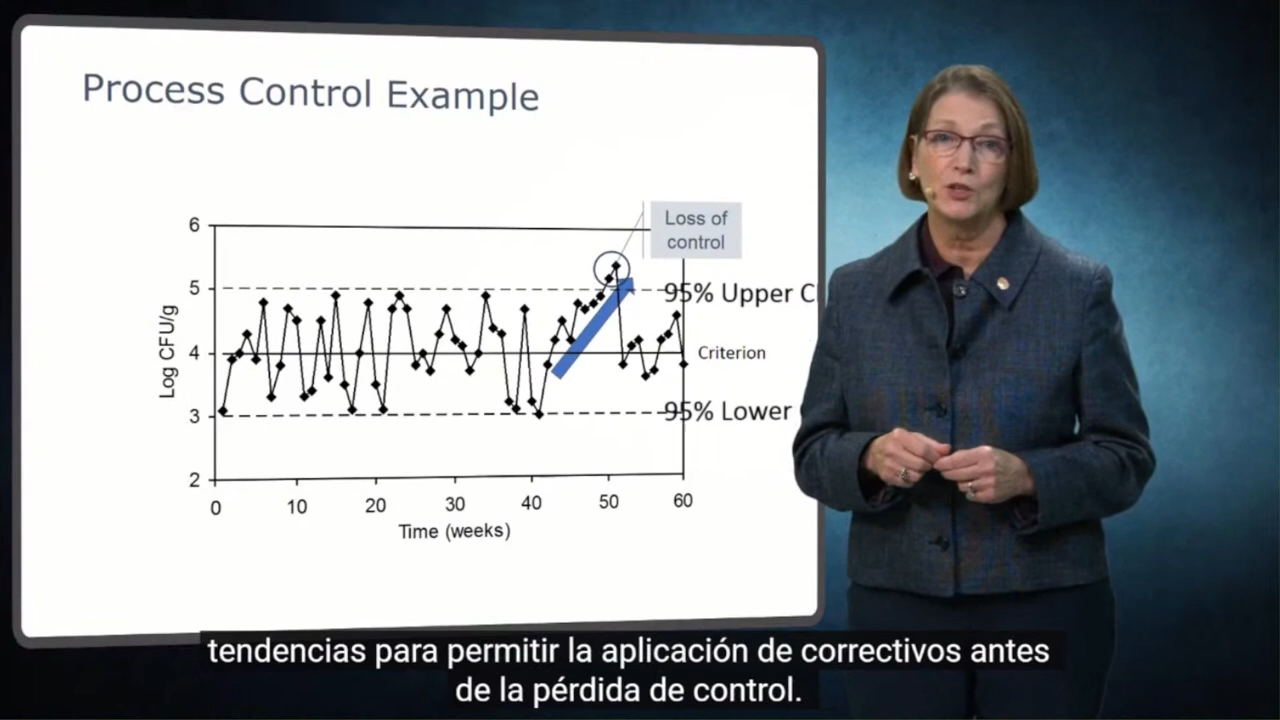 Process Control Example
Loss of
control
6
5
4
3
2
Log CFU/g
95% Upper C
Criterion
95% Lower
0 10 20 30 40 50 60
Time (weeks)
tendencias para permitir la aplicación de correctivos antes
de la pérdida de control.